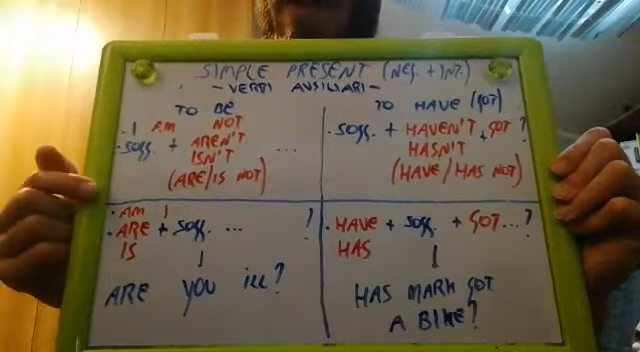 SIMPLE PRESENT (NEG. + INT.)
- VERBI AUSILIARI -
TO BE
· I AM NOT
· SOGG. + AREN'T
ISN'T
(ARE/IS NOT)
...
TO HAVE (GOT)
· SOGG. + HAVEN'T + GOT ?
HASN'T
(HAVE/HAS NOT)
· AM I
· ARE + SOGG. ... ?
IS
ARE YOU ILL?
· HAVE + SOGG. + GOT...?
HAS
HAS MARK GOT
A BIKE?